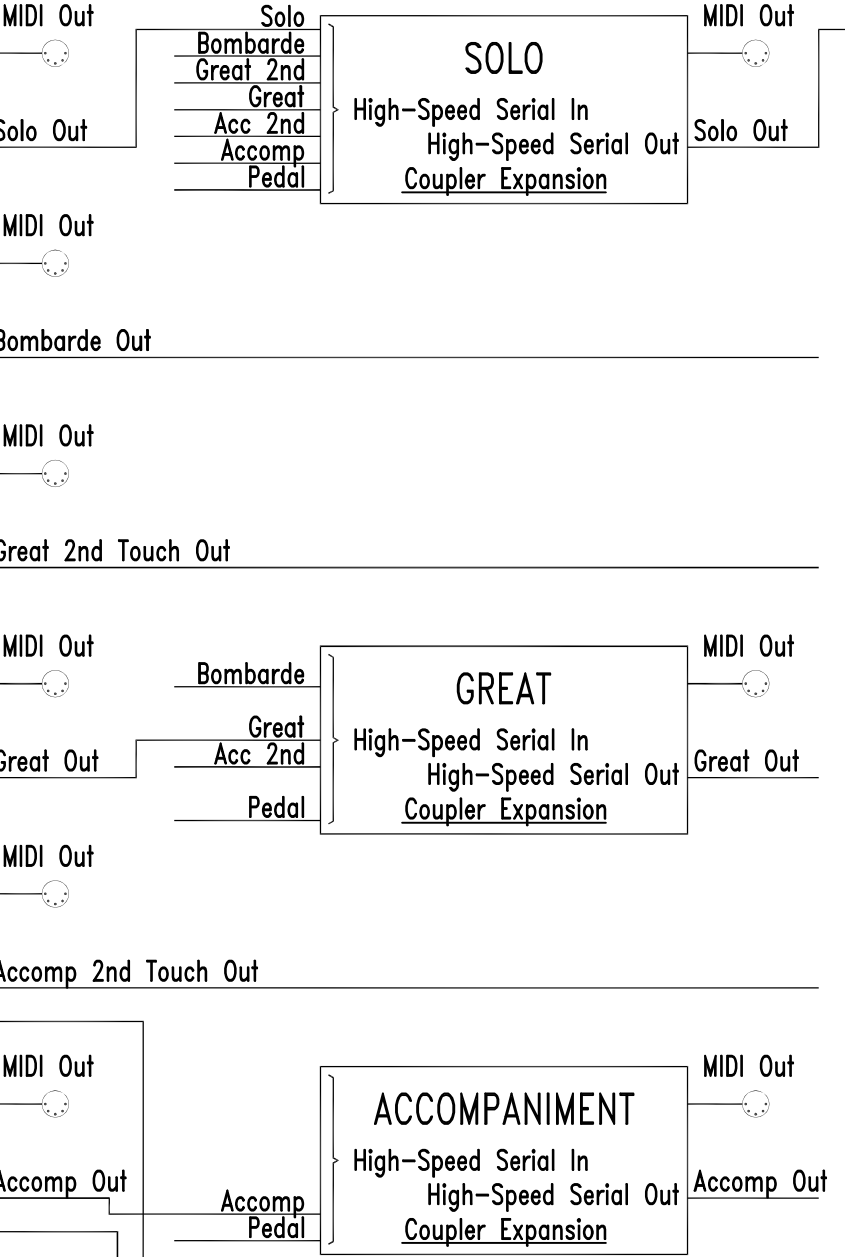 MIDI Out
Solo Out
Solo
Bombarde
Great 2nd
Great
Acc 2nd
Accomp
Pedal
SOLO
High-Speed Serial In
High-Speed Serial Out
Coupler Expansion
MIDI Out
Solo Out
MIDI Out
Bombarde Out
MIDI Out
Great 2nd Touch Out
MIDI Out
Great Out
Bombarde
Great
Acc 2nd
Pedal
GREAT
High-Speed Serial In
High-Speed Serial Out
Coupler Expansion
MIDI Out
Great Out
MIDI Out
Accomp 2nd Touch Out
MIDI Out
Accomp Out
Accomp
Pedal
ACCOMPANIMENT
High-Speed Serial In
High-Speed Serial Out
Coupler Expansion
MIDI Out
Accomp Out